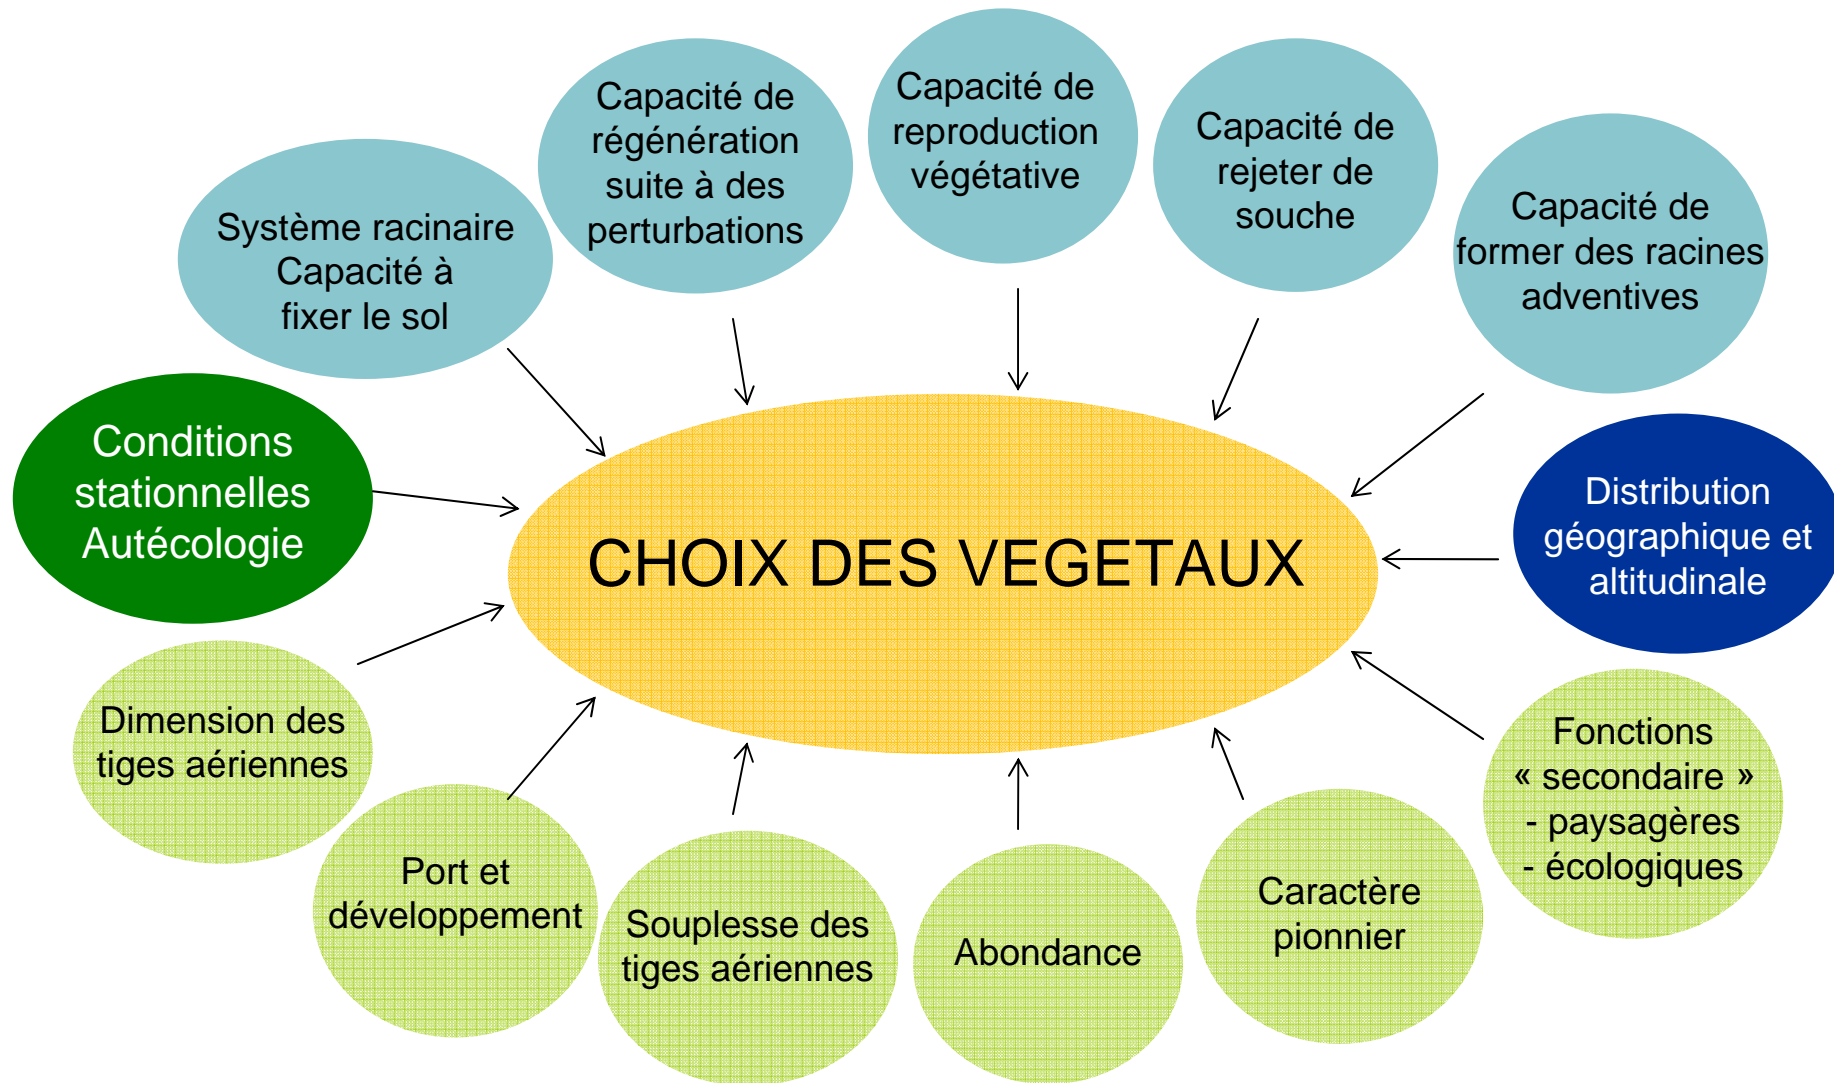 Capacité de
reproduction
végétative
Capacité de
régénération
suite à des
perturbations
Capacité de
rejeter de
souche
Système racinaire
Capacité à
fixer le sol
Capacité de
former des racines
adventives
Conditions
stationnelles
Autécologie
CHOIX DES VEGETAUX
Distribution
géographique et
altitudinale
Dimension des
tiges aériennes
Port et
développement
Souplesse des
tiges aériennes
Abondance
Caractère
pionnier
Fonctions
« secondaire »
- paysagères
- écologiques